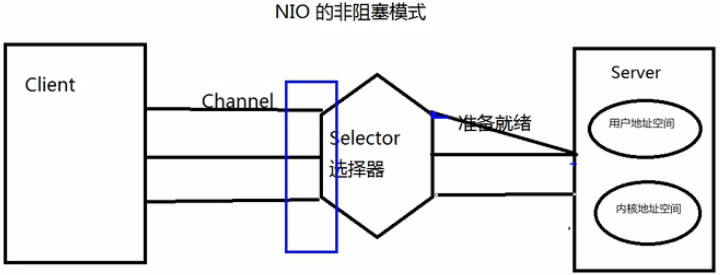 NIO 的非阻塞模式
Client
Channel
Selector
选择器
准备就绪
Server
用户地址空间
内核地址空间